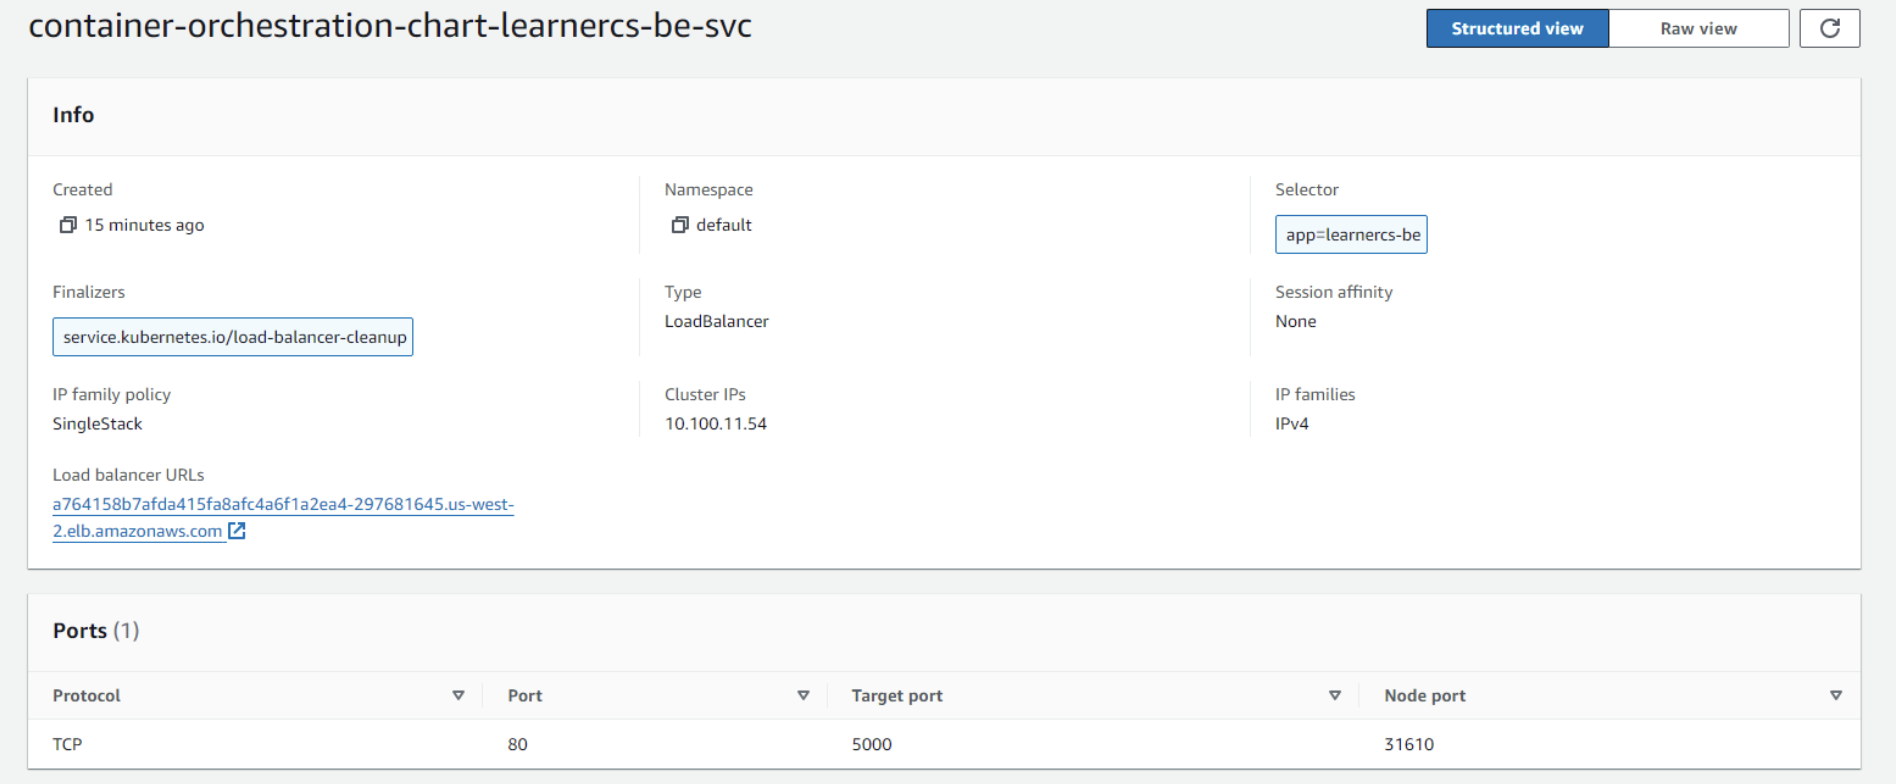 container-orchestration-chart-learnercs-be-svc
Structured view
Raw view
Info
Created
15 minutes ago
Namespace
default
Selector
app=learnercs-be
Finalizers
service.kubernetes.io/load-balancer-cleanup
Type
LoadBalancer
Session affinity
None
IP family policy
SingleStack
Cluster IPs
10.100.11.54
IP families
IPv4
Load balancer URLs
a764158b7afda415fa8afc4a6f1a2ea4-297681645.us-west-
2.elb.amazonaws.com
Ports (1)
Protocol Port Target port Node port
TCP 80 5000 31610